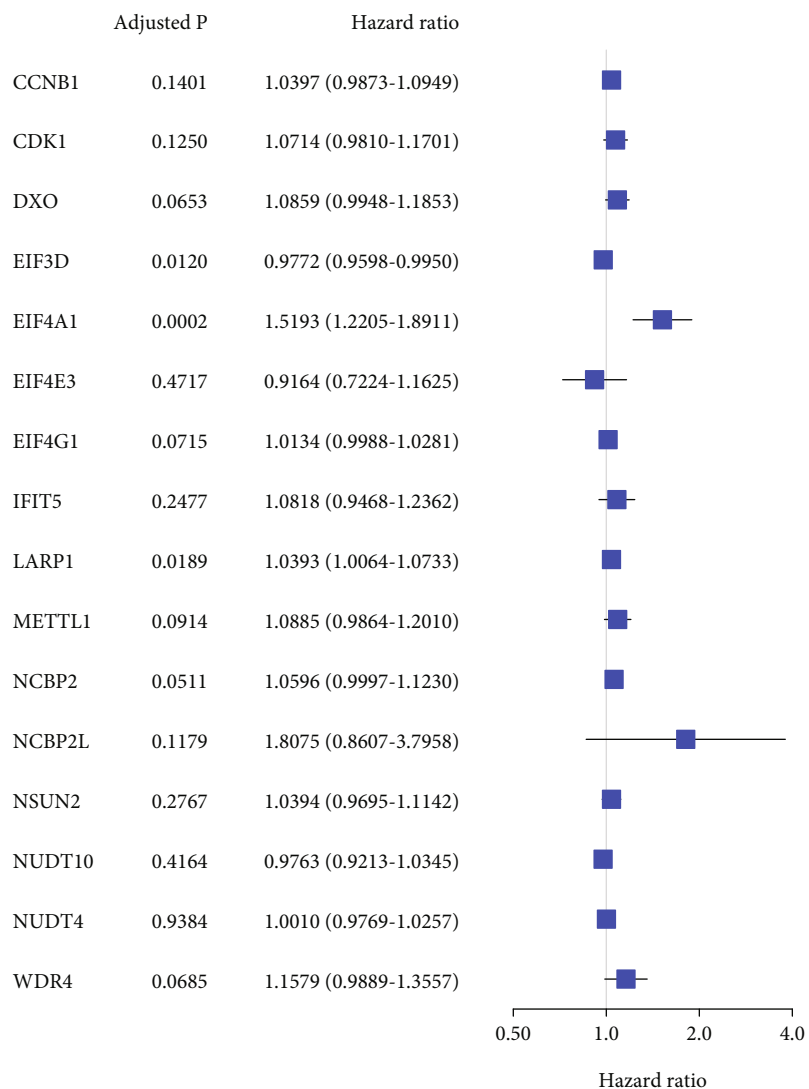 Adjusted P Hazard ratio
CCNB1 0.1401 1.0397 (0.9873-1.0949)
CDK1 0.1250 1.0714 (0.9810-1.1701)
DXO 0.0653 1.0859 (0.9948-1.1853)
EIF3D 0.0120 0.9772 (0.9598-0.9950)
EIF4A1 0.0002 1.5193 (1.2205-1.8911)
EIF4E3 0.4717 0.9164 (0.7224-1.1625)
EIF4G1 0.0715 1.0134 (0.9988-1.0281)
IFIT5 0.2477 1.0818 (0.9468-1.2362)
LARP1 0.0189 1.0393 (1.0064-1.0733)
METTL1 0.0914 1.0885 (0.9864-1.2010)
NCBP2 0.0511 1.0596 (0.9997-1.1230)
NCBP2L 0.1179 1.8075 (0.8607-3.7958)
NSUN2 0.2767 1.0394 (0.9695-1.1142)
NUDT10 0.4164 0.9763 (0.9213-1.0345)
NUDT4 0.9384 1.0010 (0.9769-1.0257)
WDR4 0.0685 1.1579 (0.9889-1.3557)
0.50 1.0 2.0 4.0
Hazard ratio